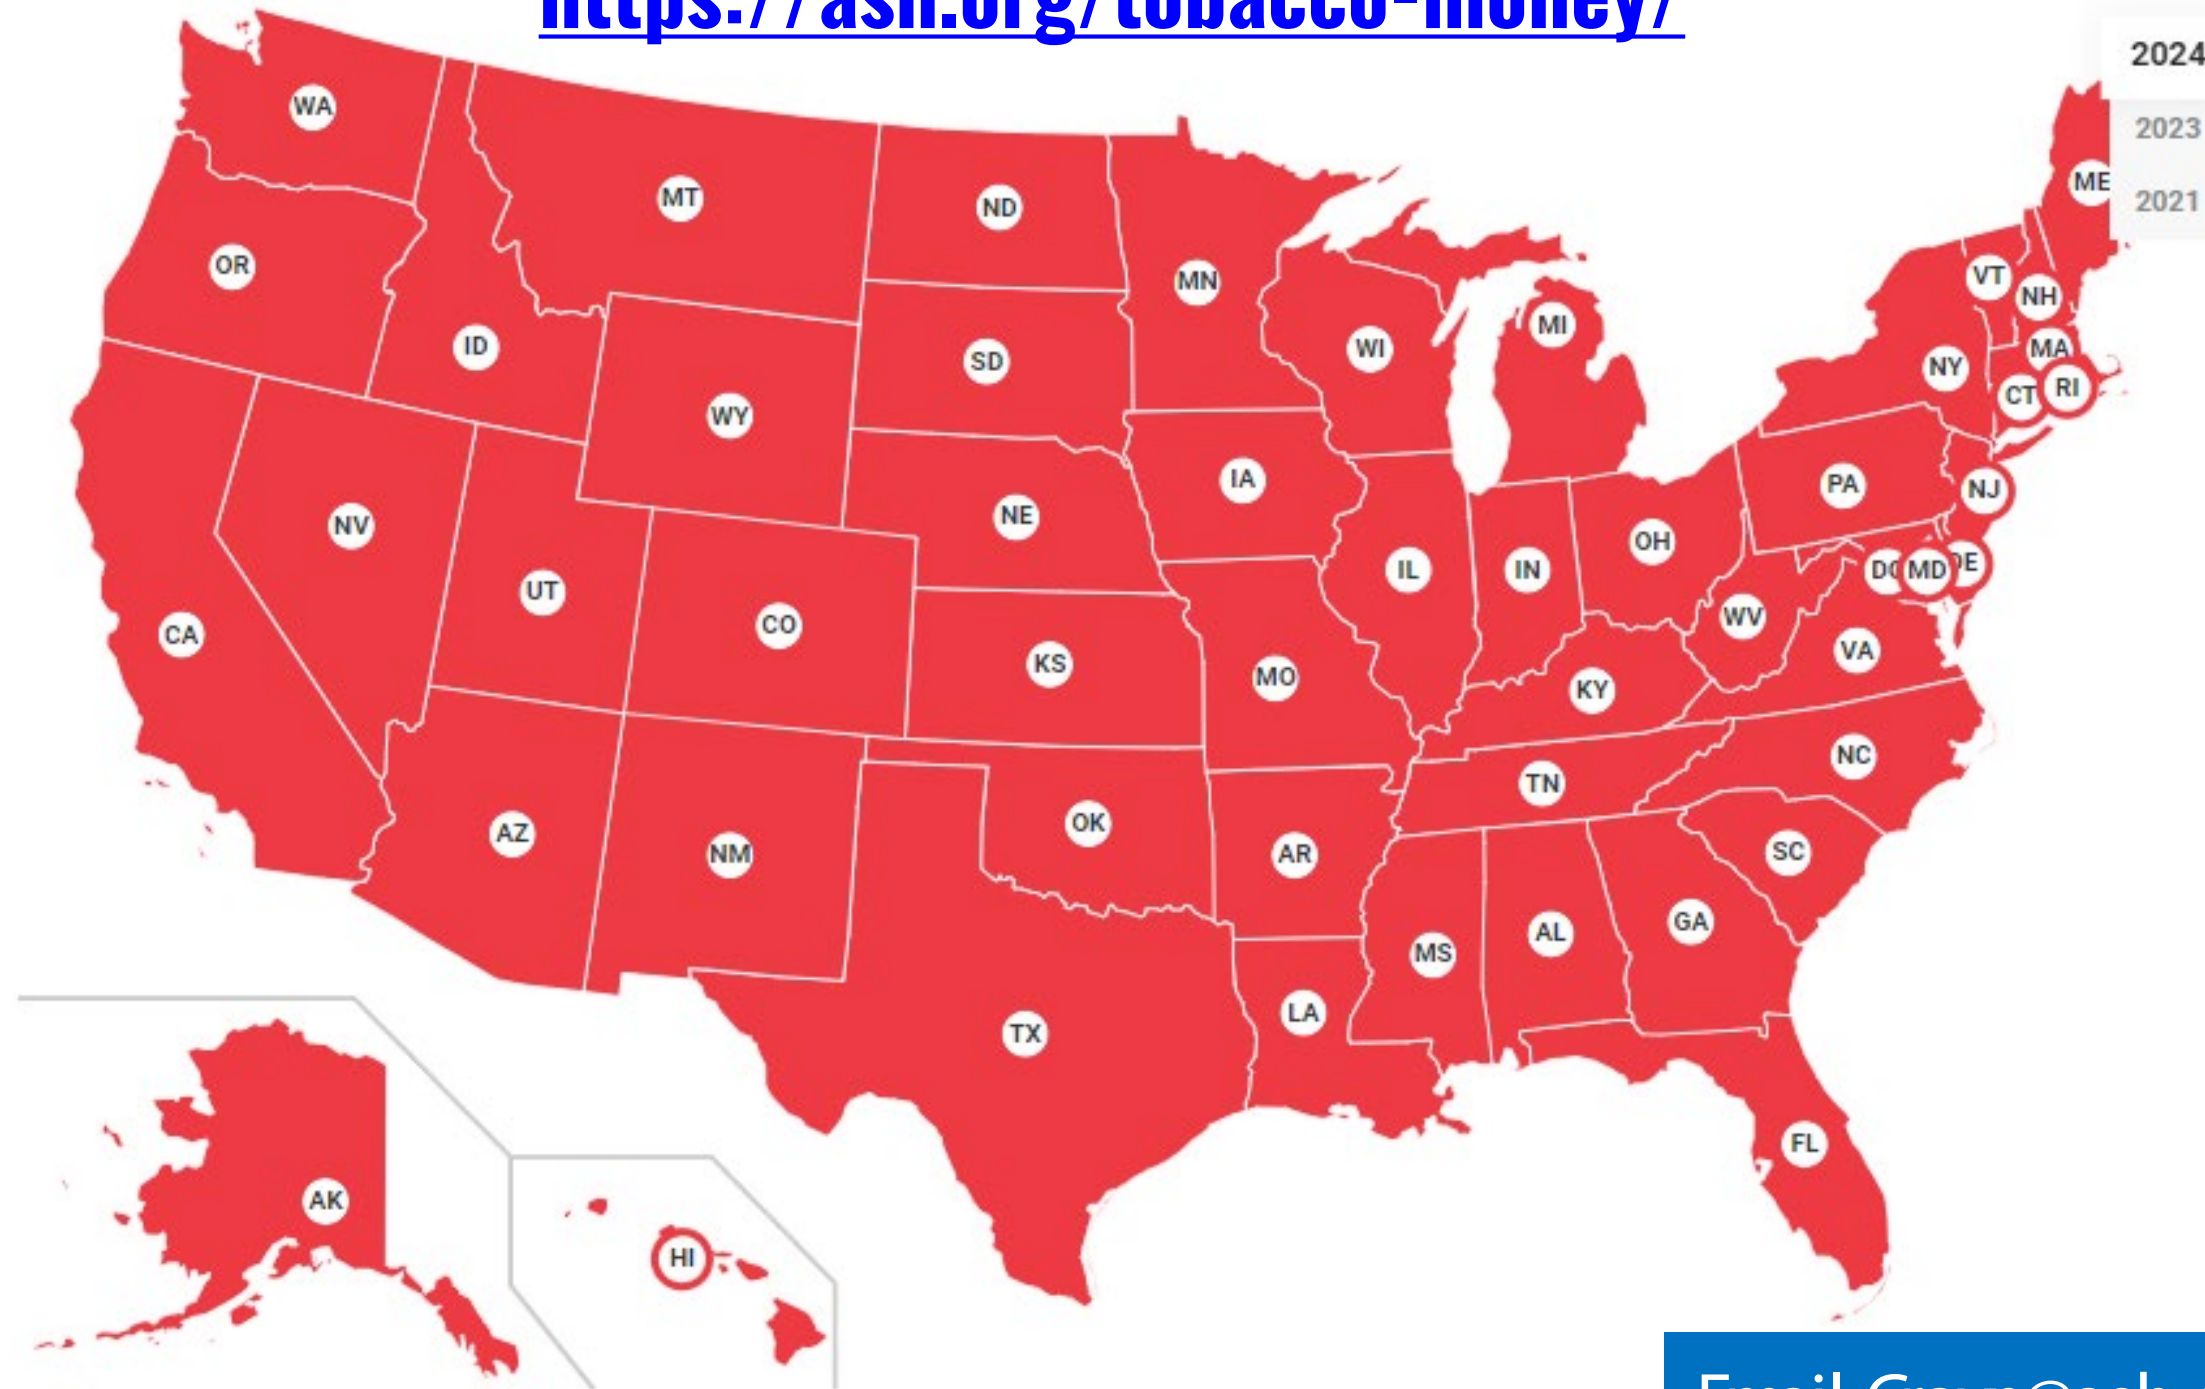 https://ash.org/tobacco-money/
2024
WA
2023
ME
MT
2021
ND
OR
VT
MN
NH
MI
ID
WI
MA
SD
NY
RI
CT
WY
IA
PA
NJ
NE
NV
OH
IL
IN
DC
MD
DE
UT
WV
CO
CA
VA
KS
MO
KY
NC
TN
OK
AZ
SC
NM
AR
GA
AL
MS
LA
TX
FL
AK
HI